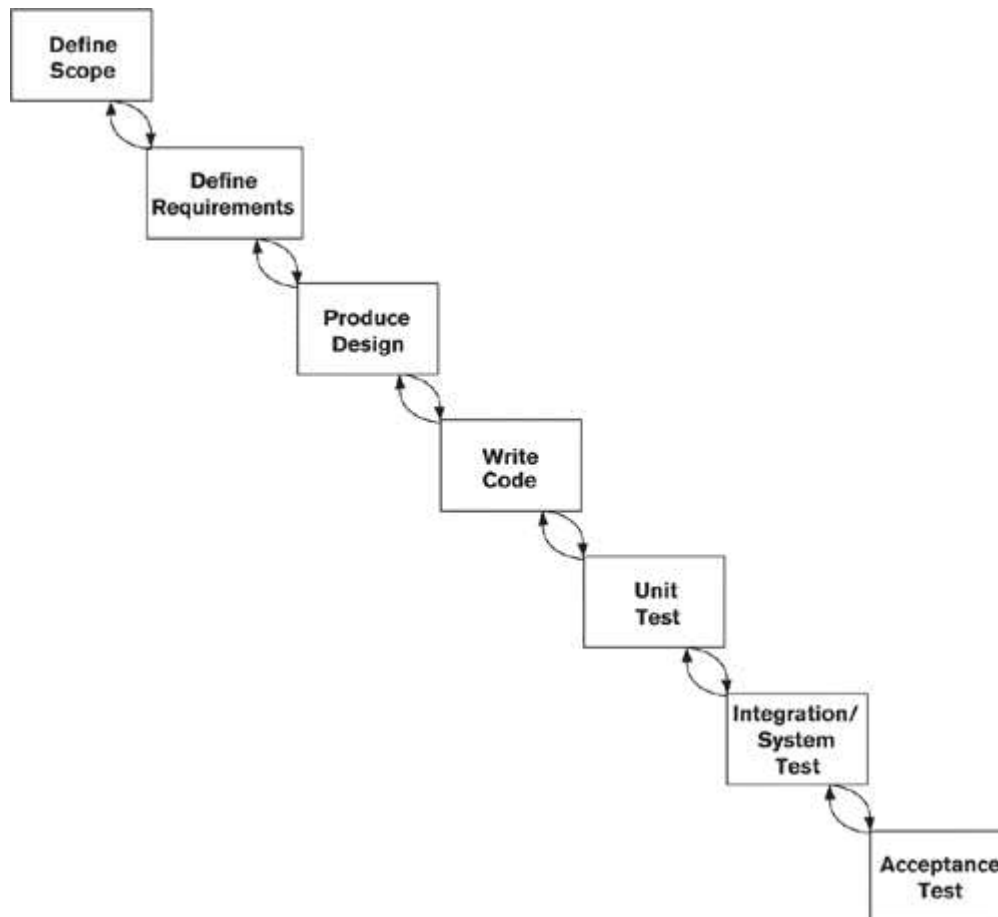 Define
Scope
Define
Requirements
Produce
Design
Write
Code
Unit
Test
Integration/
System
Test
Acceptance
Test